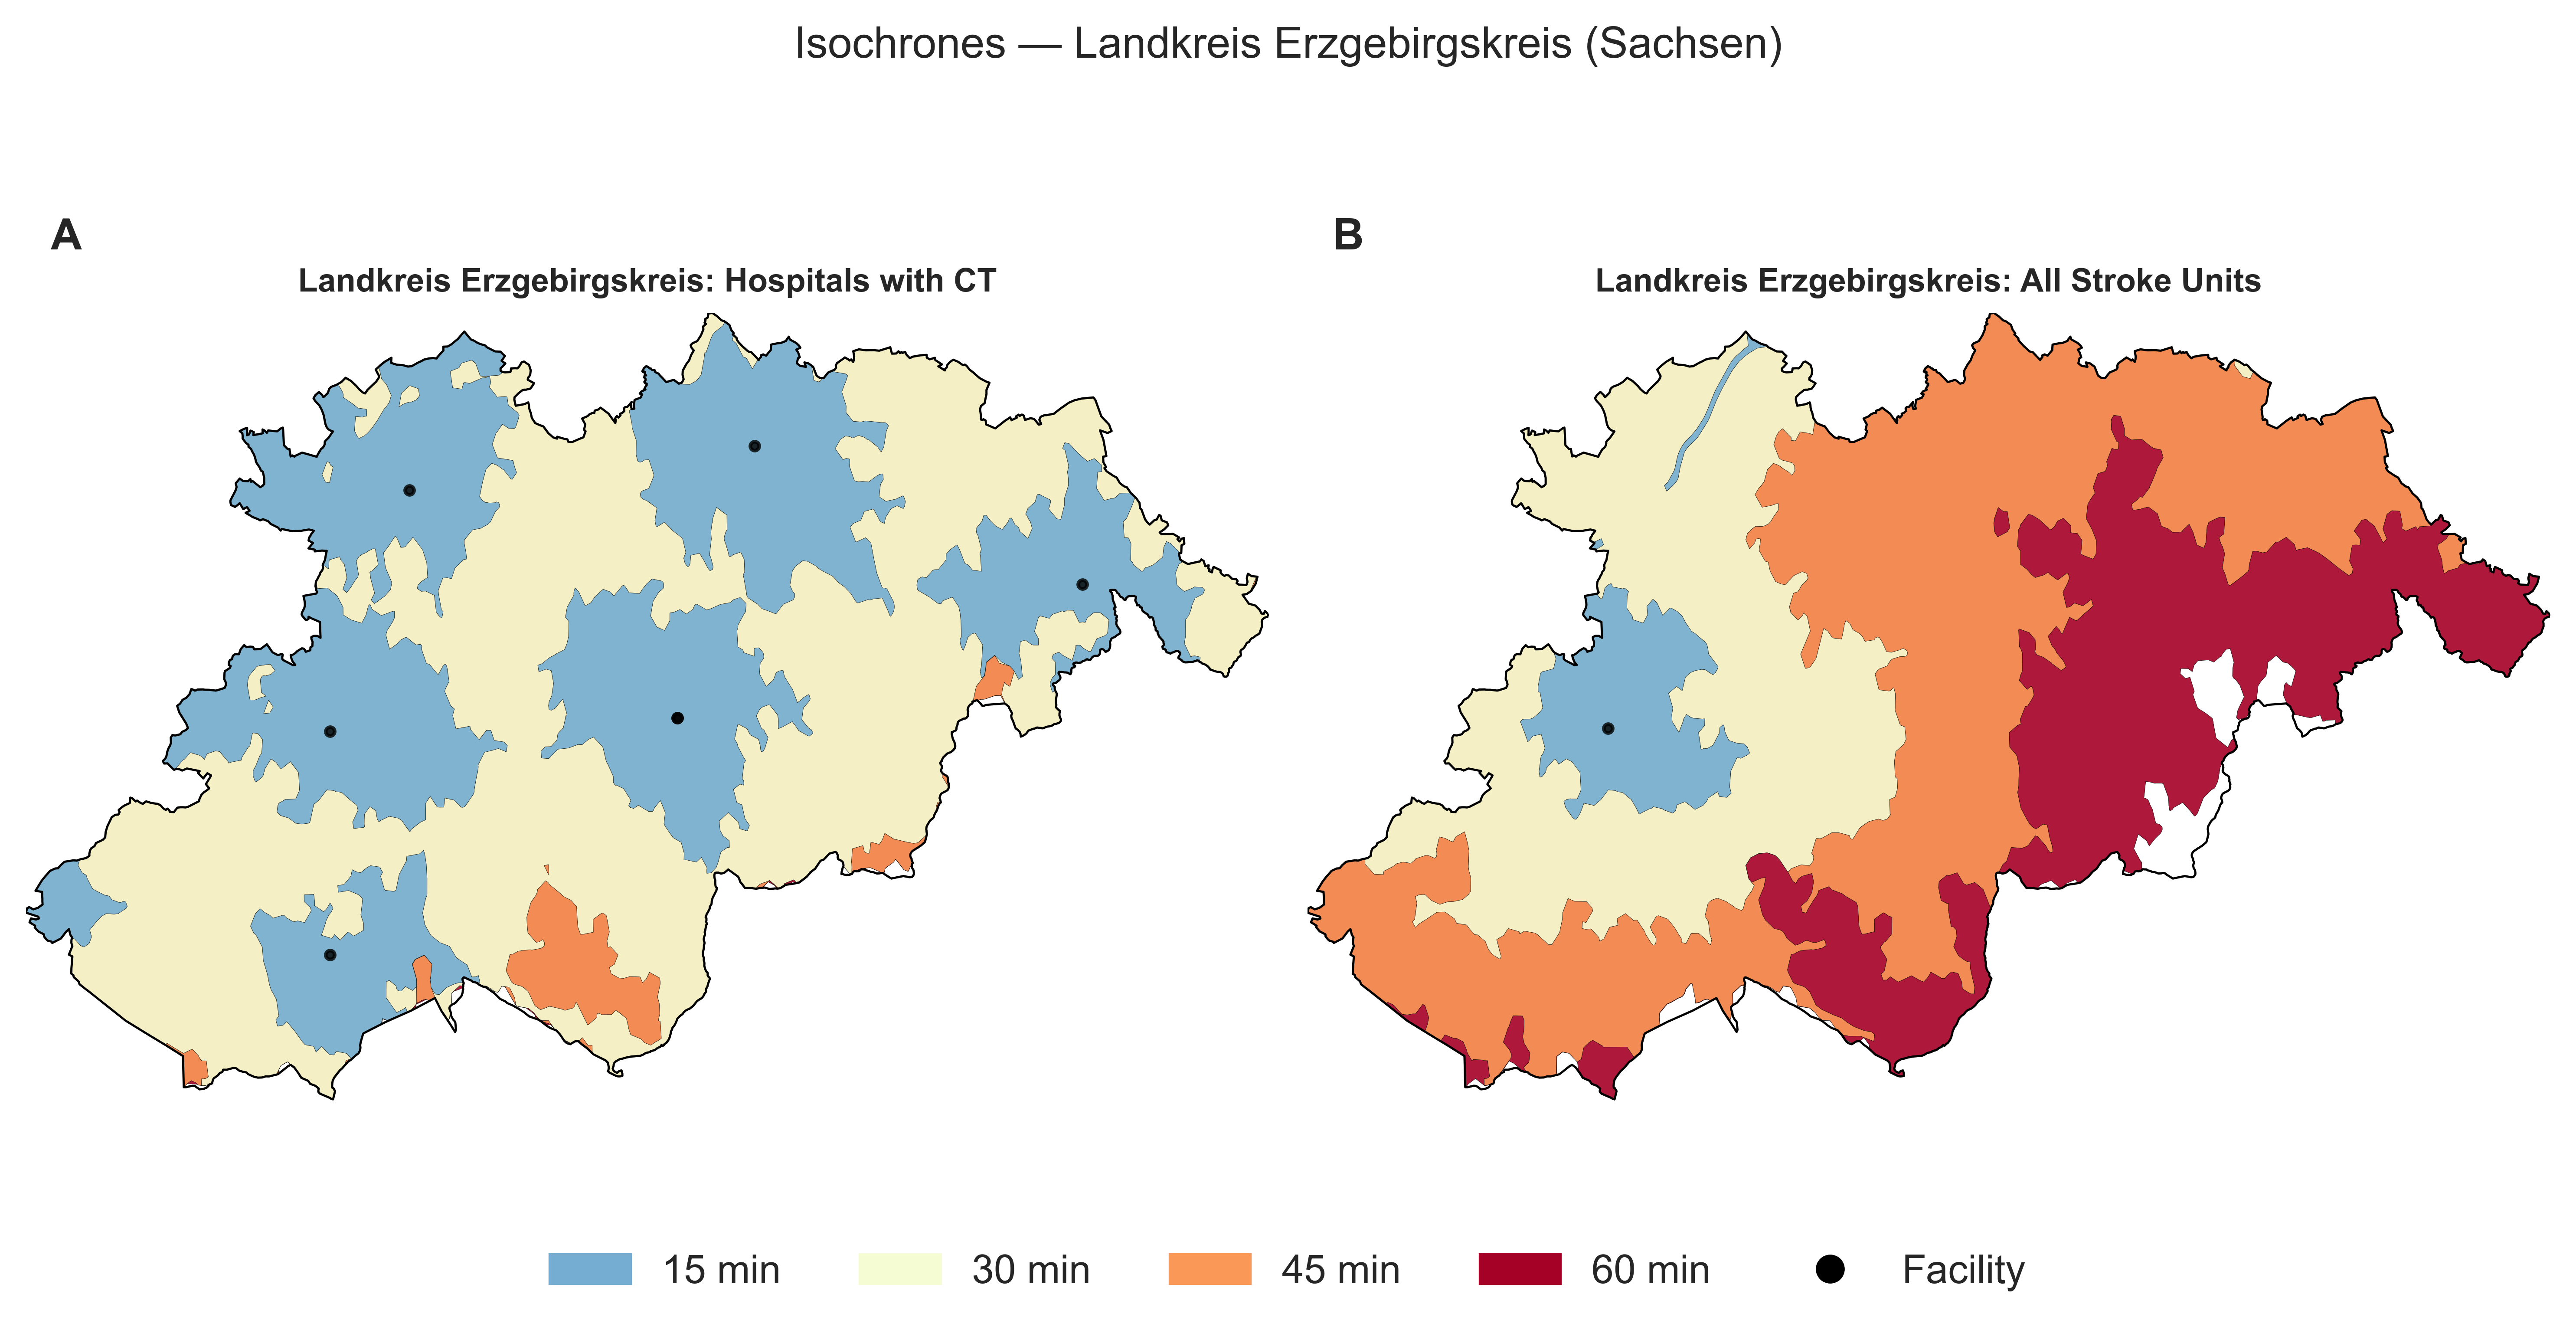 Isochrones — Landkreis Erzgebirgskreis (Sachsen)
A
B
Landkreis Erzgebirgskreis: Hospitals with CT
Landkreis Erzgebirgskreis: All Stroke Units
15 min
30 min
45 min
60 min
Facility